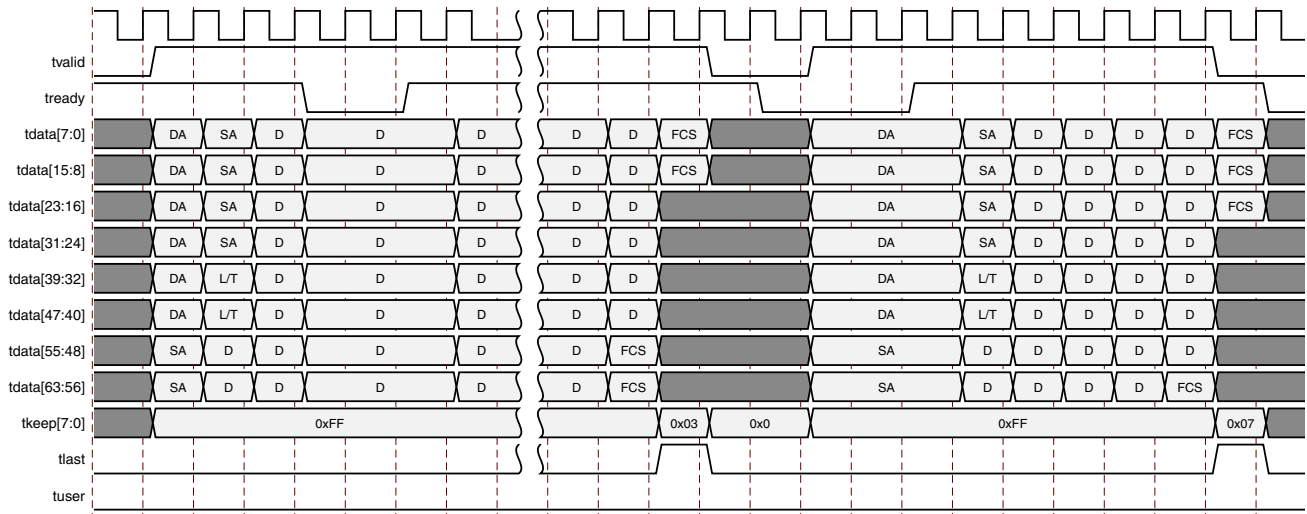 tvalid
tready
tdata[7:0] DA SA D D D D D FCS DA SA D D D D FCS
tdata[15:8] DA SA D D D D D FCS DA SA D D D D FCS
tdata[23:16] DA SA D D D D D DA SA D D D D FCS
tdata[31:24] DA SA D D D D D DA SA D D D D
tdata[39:32] DA L/T D D D D D DA L/T D D D D
tdata[47:40] DA L/T D D D D D DA L/T D D D D
tdata[55:48] SA D D D D D FCS SA D D D D D
tdata[63:56] SA D D D D D FCS SA D D D D FCS
tkeep[7:0] 0xFF 0x03 0x0 0xFF 0x07
tlast
tuser